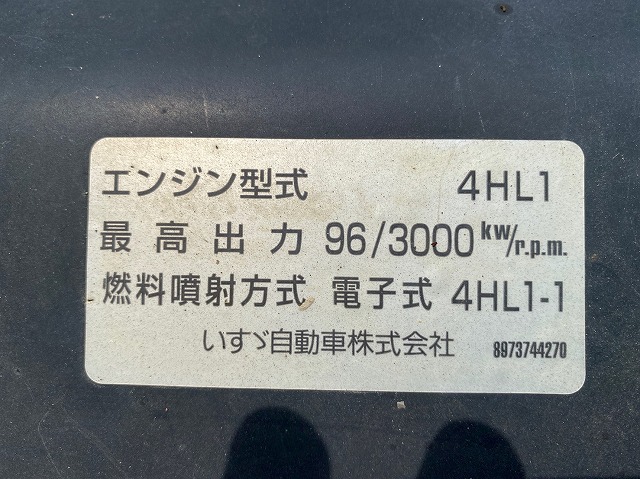 エンジン型式 4HL1
最高出力 96/3000 kw/r.p.m.
燃料噴射方式 電子式 4HL1-1
いすゞ自動車株式会社 8973744270